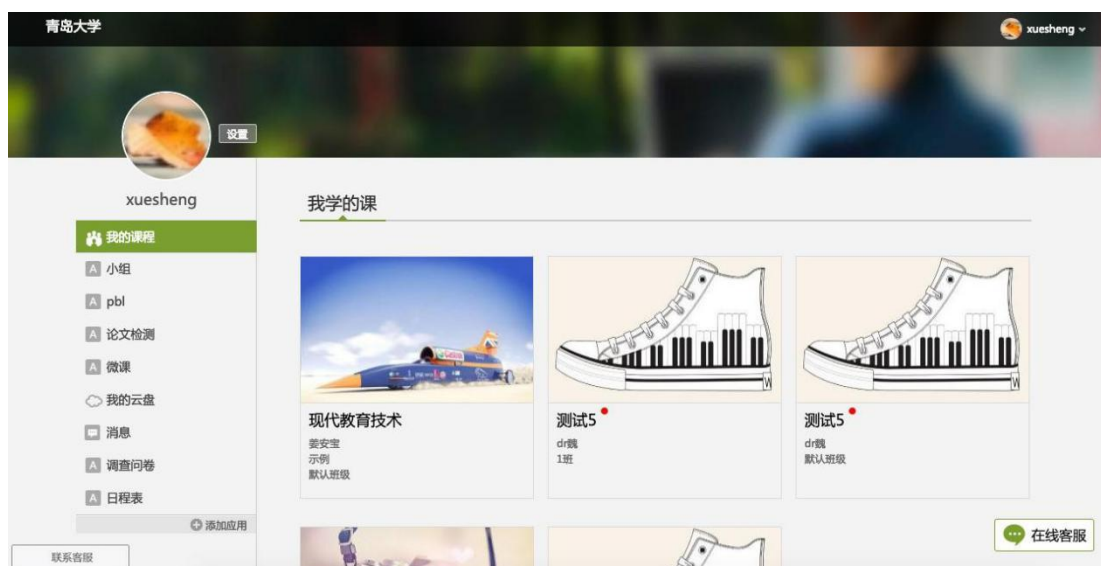 青岛大学
xuesheng
设置
xuesheng
我的课程
A 小组
A pbl
A 论文检测
A 微课
我的云盘
消息
A 调查问卷
A 日程表
添加应用
联系客服
我学的课
现代教育技术
姜安宝
示例
默认班级
测试5
dr魏
1班
测试5
dr魏
默认班级
在线客服